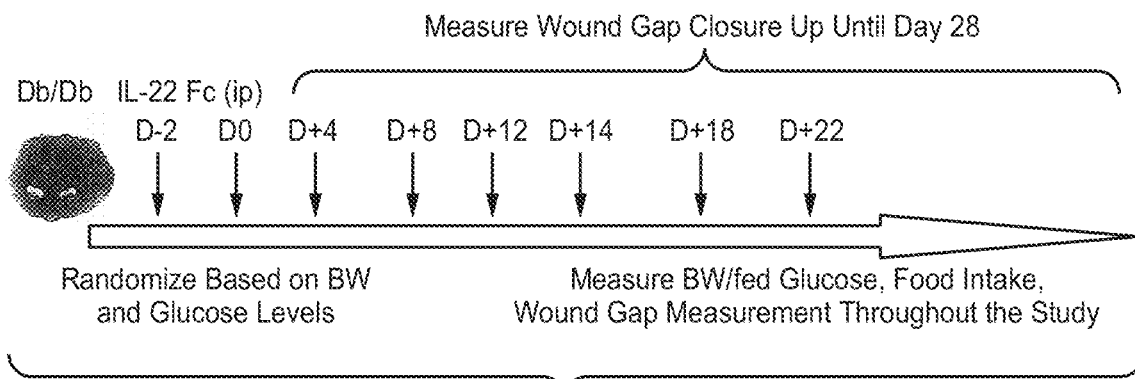 Measure Wound Gap Closure Up Until Day 28
Db/Db IL-22 Fc (ip)
D-2 D0 D+4 D+8 D+12 D+14 D+18 D+22
Randomize Based on BW
and Glucose Levels
Measure BW/fed Glucose, Food Intake,
Wound Gap Measurement Throughout the Study